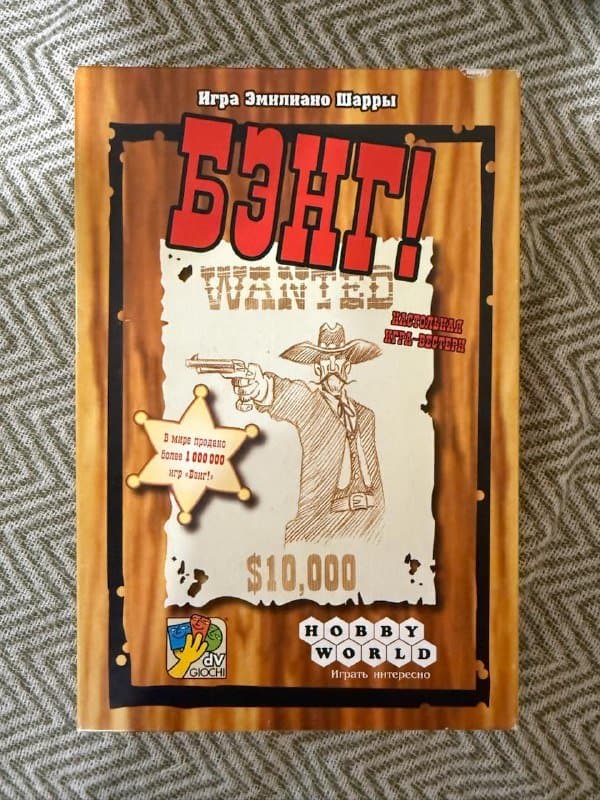 Игра Эмилиано Шарры
БЭНГ!
WANTED
НАСТОЛЬНАЯ
ИГРА-ВЕСТЕРН
В мире продано
более 1 000 000
игр «Бэнг!»
$10,000
dV
GIOCHI
HOBBY
WORLD
Играть интересно